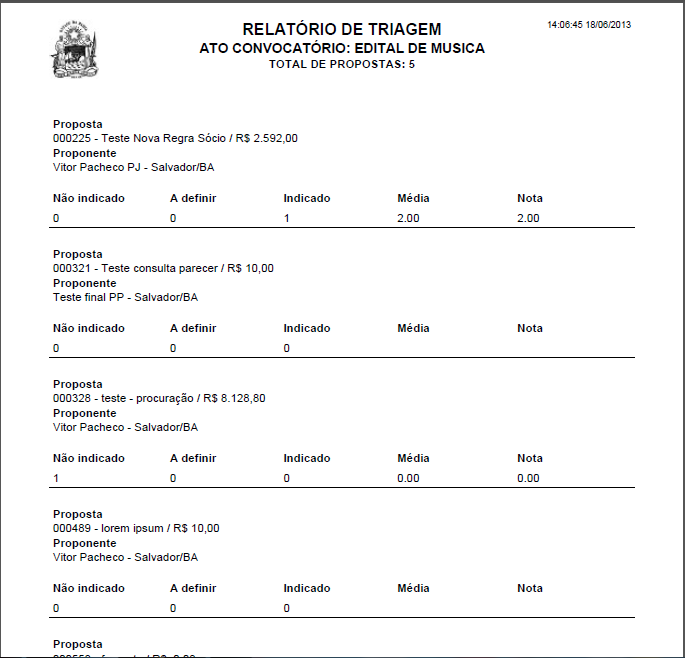 RELATÓRIO DE TRIAGEM
14:06:45 18/06/2013
ATO CONVOCATÓRIO: EDITAL DE MUSICA
TOTAL DE PROPOSTAS: 5
Proposta
000225 - Teste Nova Regra Sócio / R$ 2.592,00
Proponente
Vitor Pacheco PJ - Salvador/BA
Não indicado A definir Indicado Média Nota
0 0 1 2.00 2.00
Proposta
000321 - Teste consulta parecer / R$ 10,00
Proponente
Teste final PP - Salvador/BA
Não indicado A definir Indicado Média Nota
0 0 0
Proposta
000328 - teste - procuração / R$ 8.128,80
Proponente
Vitor Pacheco - Salvador/BA
Não indicado A definir Indicado Média Nota
1 0 0 0.00 0.00
Proposta
000489 - lorem ipsum / R$ 10,00
Proponente
Vitor Pacheco - Salvador/BA
Não indicado A definir Indicado Média Nota
0 0 0
Proposta